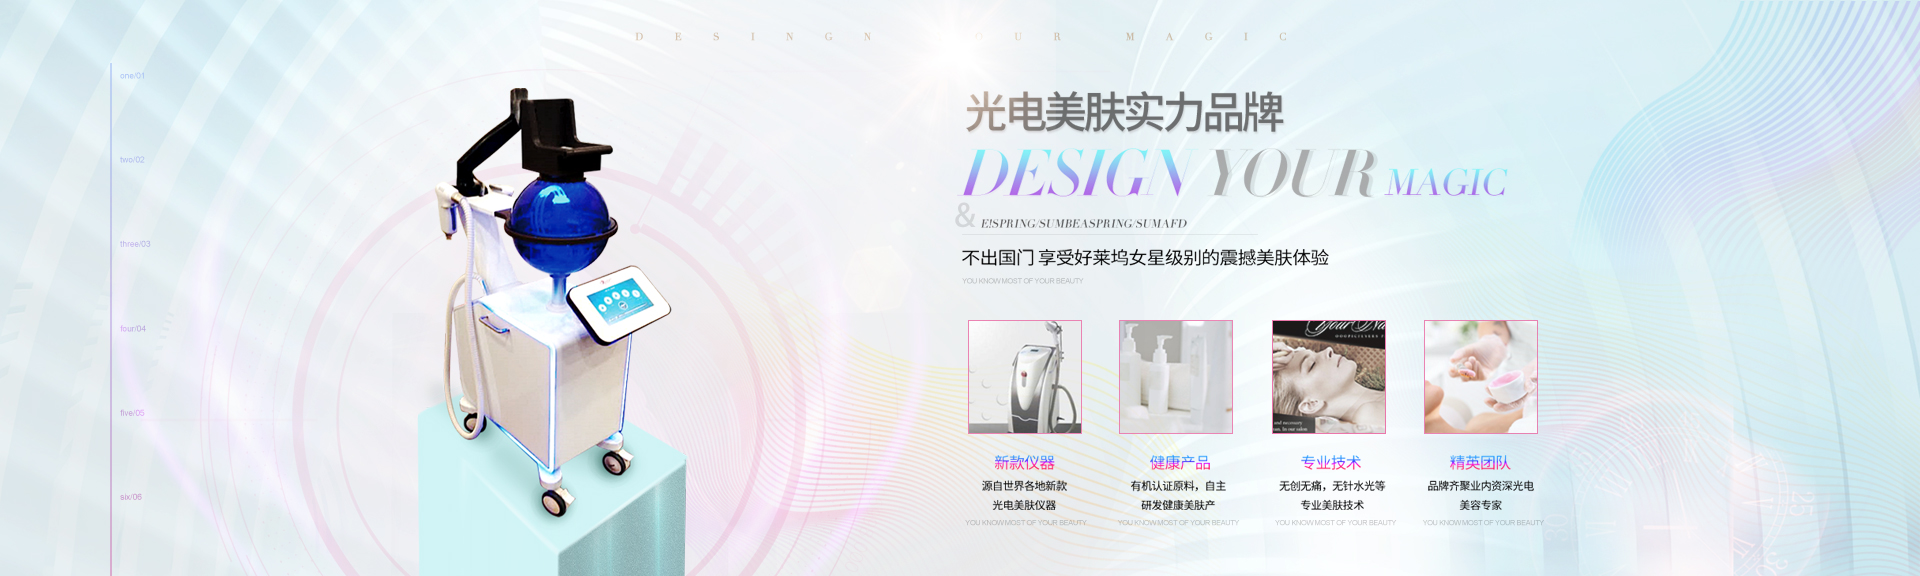 DESINGN YOUR MAGIC
one/01
two/02
three/03
four/04
five/05
six/06
光电美肤实力品牌
DESIGN YOUR MAGIC
& E!SPRING/SUMBEASPRING/SUMAFD
不出国门 享受好莱坞女星级别的震撼美肤体验
YOU KNOW MOST OF YOUR BEAUTY
新款仪器
源自世界各地新款
光电美肤仪器
YOU KNOW MOST OF YOUR BEAUTY
健康产品
有机认证原料，自主
研发健康美肤产
YOU KNOW MOST OF YOUR BEAUTY
专业技术
无创无痛，无针水光等
专业美肤技术
YOU KNOW MOST OF YOUR BEAUTY
精英团队
品牌齐聚业内资深光电
美容专家
YOU KNOW MOST OF YOUR BEAUTY